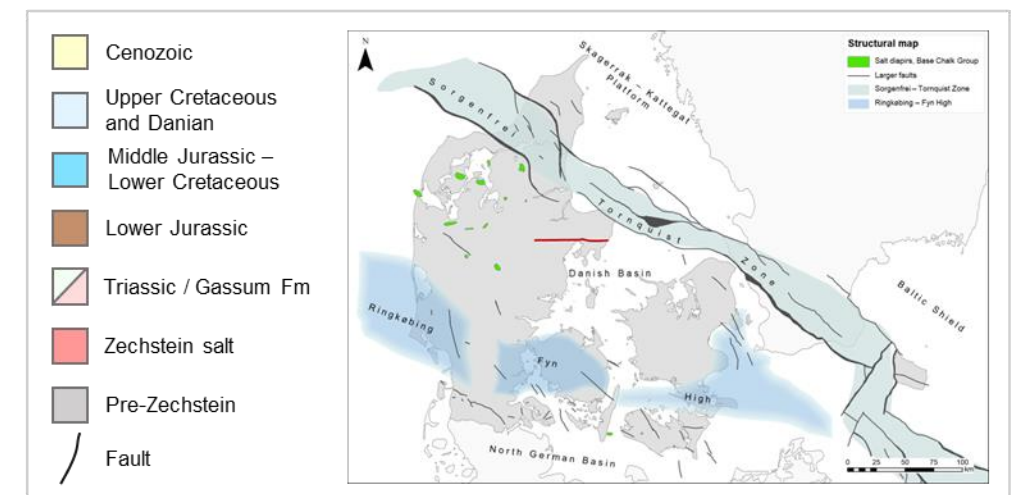 Cenozoic
Upper Cretaceous
and Danian
Middle Jurassic –
Lower Cretaceous
Lower Jurassic
Triassic / Gassum Fm
Zechstein salt
Pre-Zechstein
Fault
N
Skagerrak – Kattegat
Platform
Structural map
Salt diapirs, Base Chalk Group
Larger faults
Sorgenfrei – Tornquist Zone
Ringkøbing – Fyn High
Sorgenfrei
Tornquist
Zone
Danish Basin
Baltic Shield
Ringkøbing
Fyn
High
North German Basin
0 25 50 75 100
km